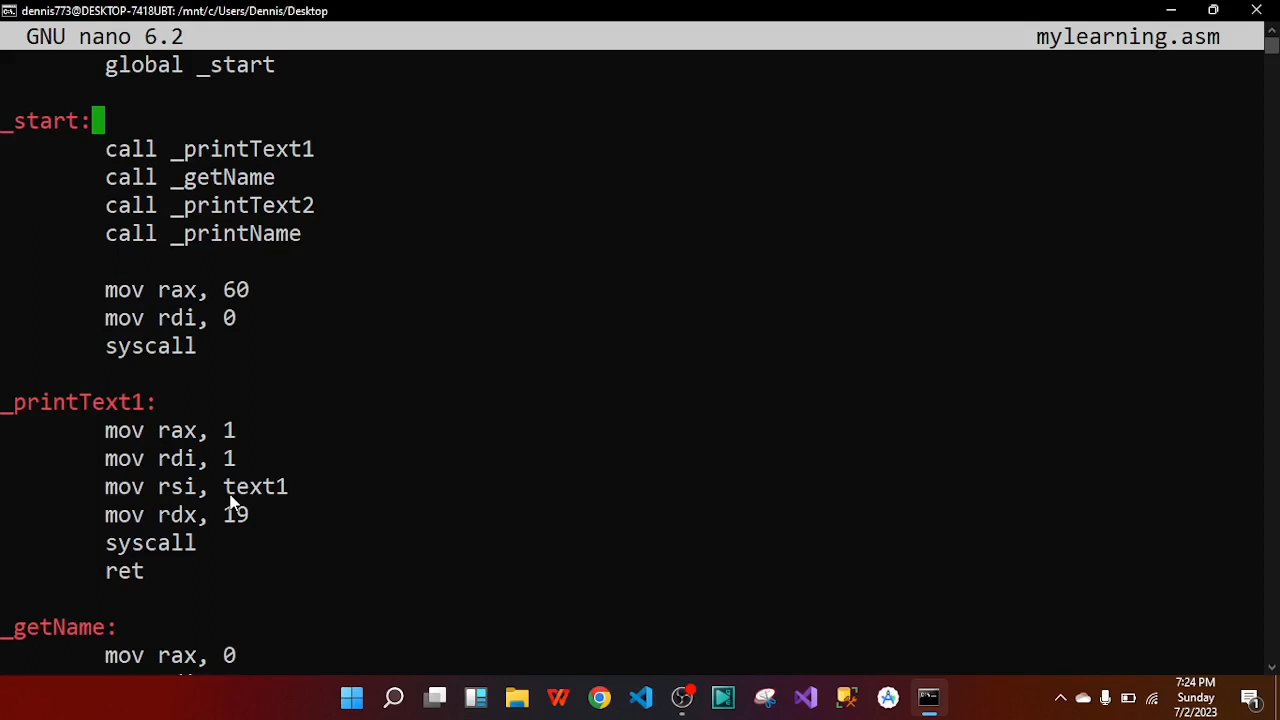 dennis773@DESKTOP-7418UBT: /mnt/c/Users/Dennis/Desktop
GNU nano 6.2 mylearning.asm
global _start
_start:
call _printText1
call _getName
call _printText2
call _printName
mov rax, 60
mov rdi, 0
syscall
_printText1:
mov rax, 1
mov rdi, 1
mov rsi, text1
mov rdx, 19
syscall
ret
_getName:
mov rax, 0
7:24 PM
Sunday
7/2/2023